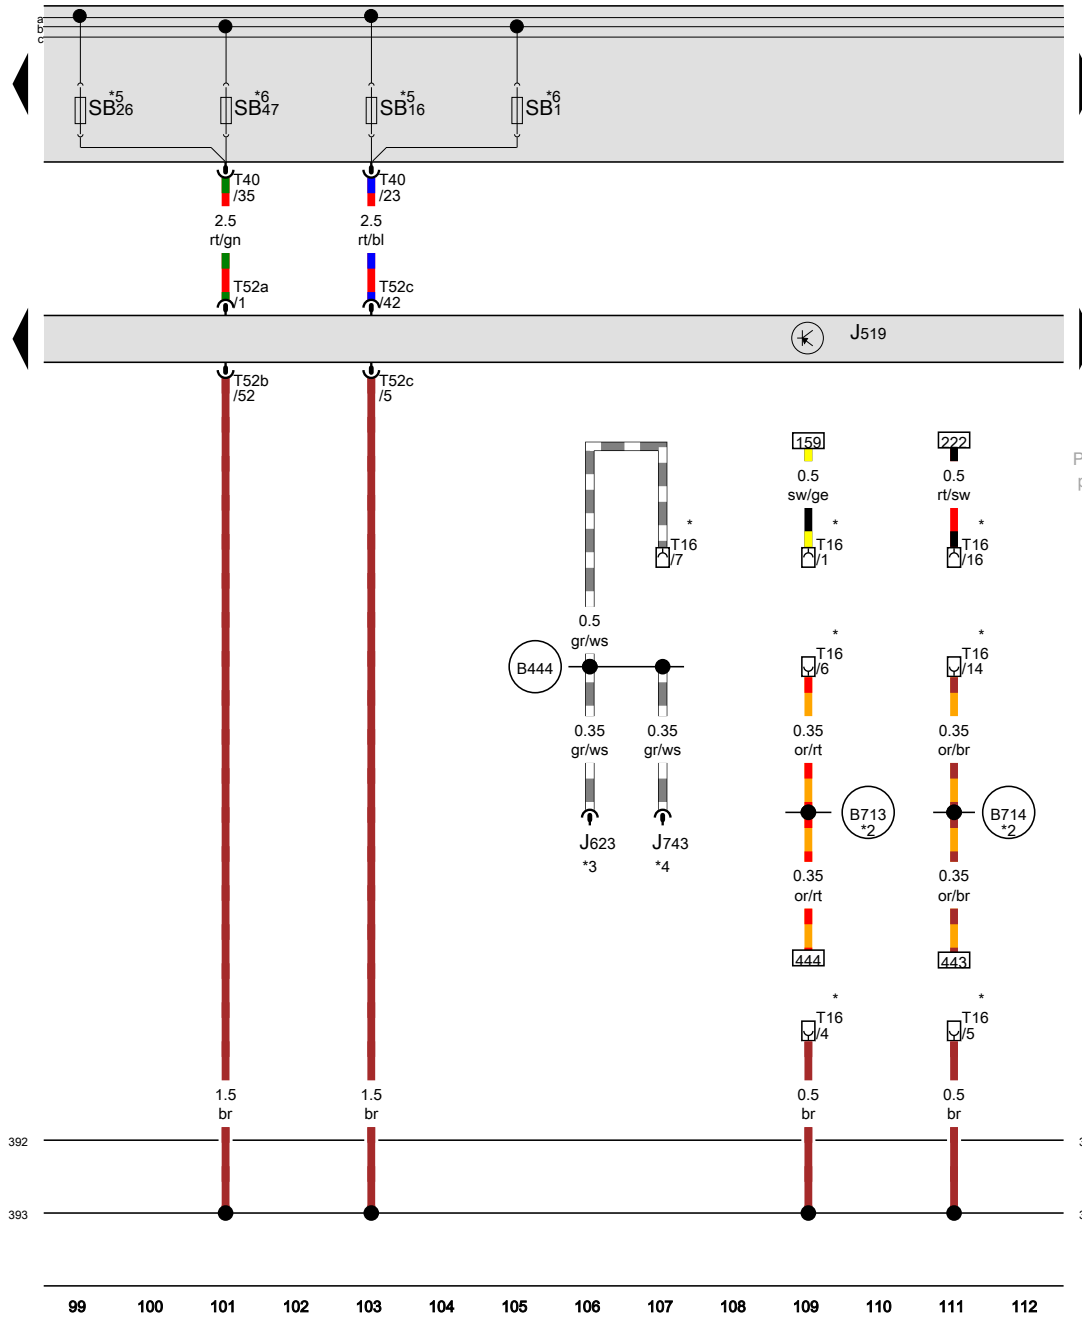 a
b
c
*5 *6 *5 *6
SB26 SB47 SB16 SB1
T40 T40
/35 /23
2.5 2.5
rt/gn rt/bl
T52a T52c
/1 /42
J519
T52b T52c
/52 /5
159 222
0.5 0.5
sw/ge rt/sw
* * *
T16 T16 T16
/7 /1 /16
0.5
gr/ws
* *
T16 T16
/6 /14
B444
0.35 0.35 0.35 0.35
gr/ws gr/ws or/rt or/br
B713 B714
*2 *2
J623 J743
*3 *4
0.35 0.35
or/rt or/br
444 443
* *
T16 T16
/4 /5
1.5 1.5 0.5 0.5
br br br br
392
393
99 100 101 102 103 104 105 106 107 108 109 110 111 112